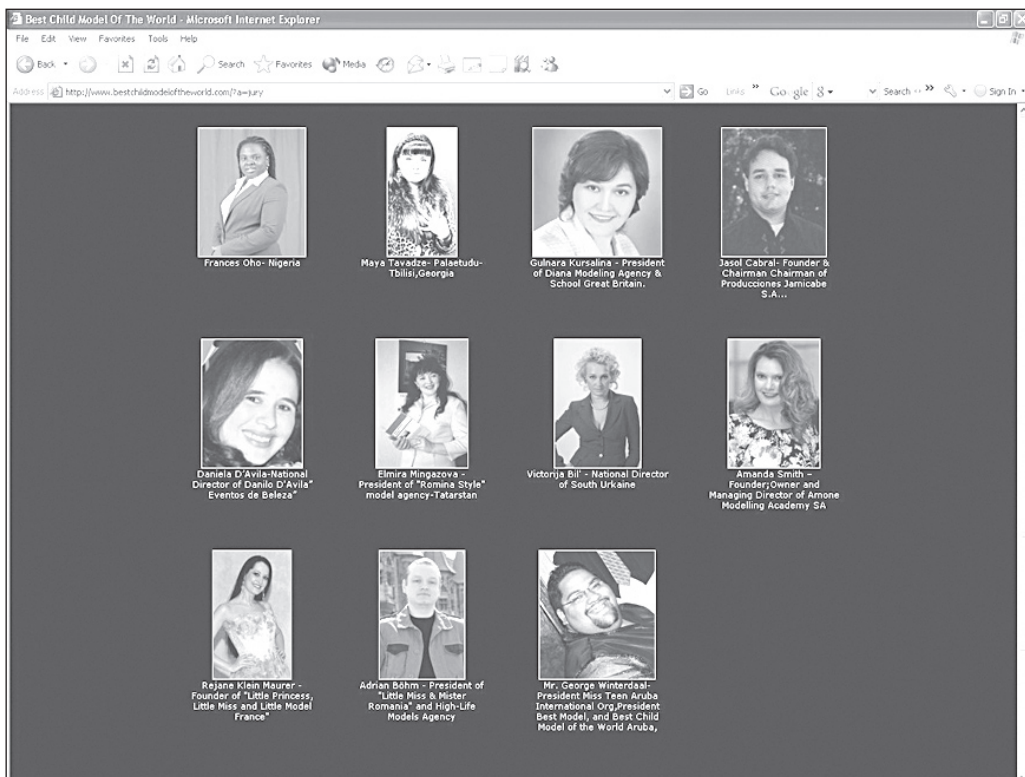 Best Child Model Of The World - Microsoft Internet Explorer
File Edit View Favorites Tools Help
Back Search Favorites Media
Address http://www.bestchildmodeloftheworld.com/?a=jury Go Links » Google Search » Sign In
Frances Oho- Nigeria
Maya Tavadze- Palaetudu-
Tbilisi,Georgia
Gulnara Kursalina - President
of Diana Modeling Agency &
School Great Britain.
Jasol Cabral- Founder &
Chairman Chairman of
Producciones Jamicabe
S.A...
Daniela D'Avila-National
Director of Danilo D'Avila"
Eventos de Beleza"
Elmira Mingazova -
President of "Romina Style"
model agency-Tatarstan
Victorija Bil' - National Director
of South Urkaine
Amanda Smith –
Founder;Owner and
Managing Director of Amone
Modelling Academy SA
Rejane Klein Maurer -
Founder of "Little Princess,
Little Miss and Little Model
France"
Adrian Böhm - President of
"Little Miss & Mister
Romania" and High-Life
Models Agency
Mr. George Winterdaal-
President Miss Teen Aruba
International Org,President
Best Model, and Best Child
Model of the World Aruba,